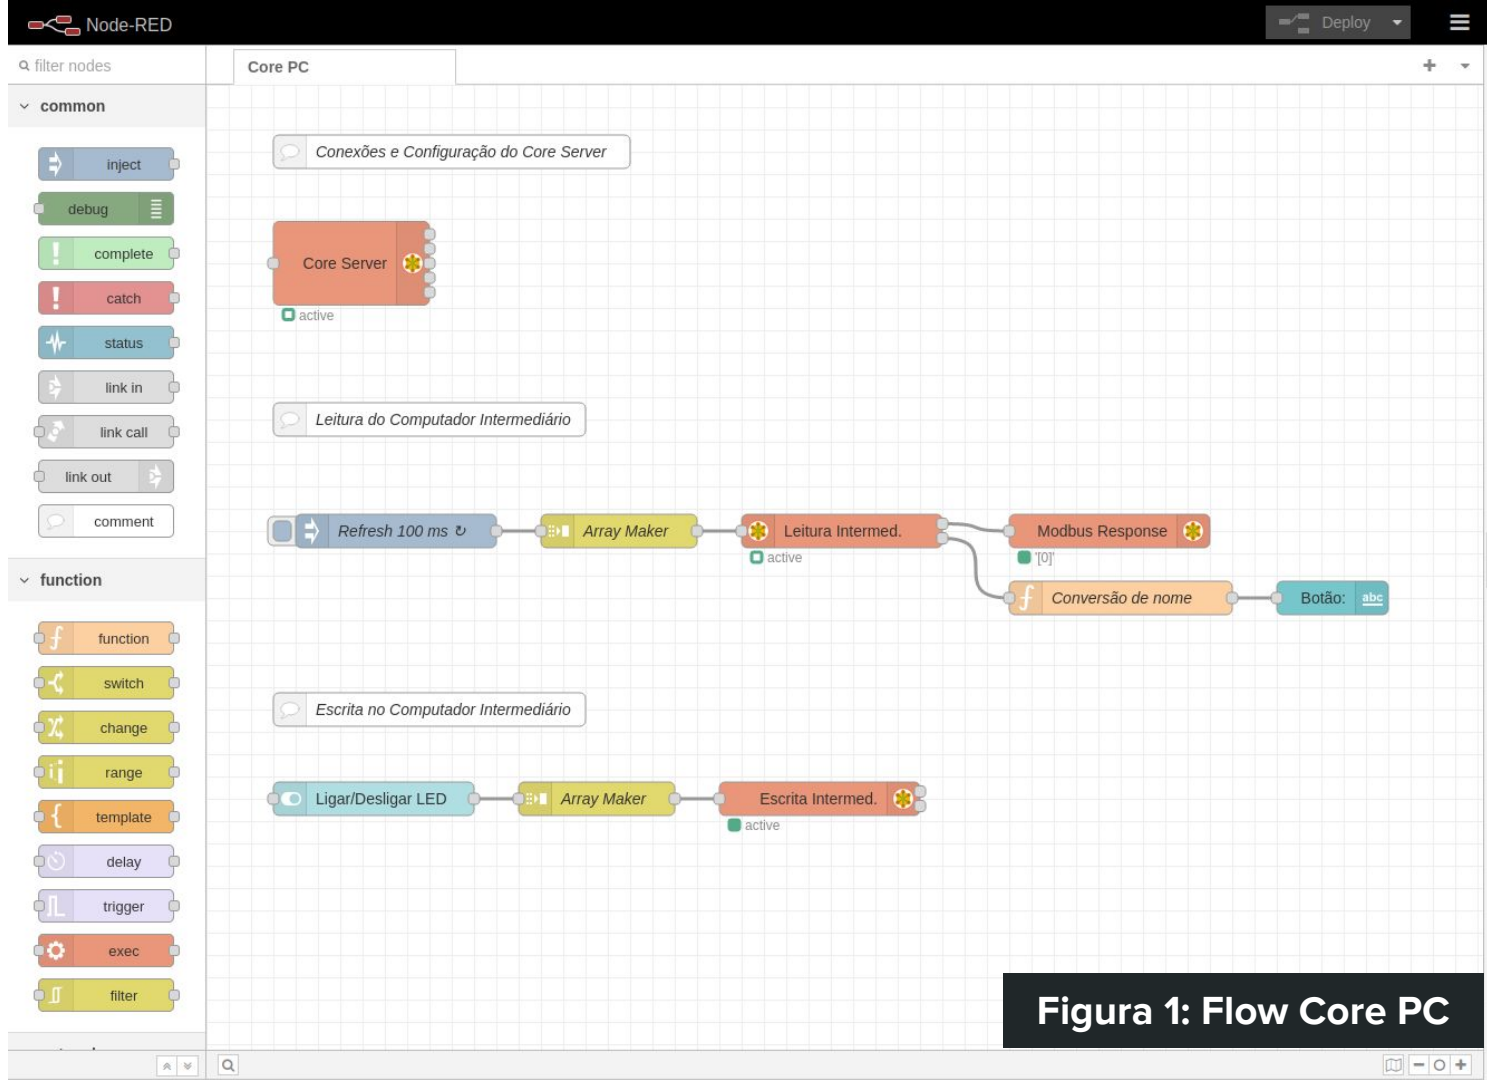 Node-RED
Deploy
filter nodes
Core PC
common
inject
debug
complete
catch
status
link in
link call
link out
comment
function
function
switch
change
range
template
delay
trigger
exec
filter
Conexões e Configuração do Core Server
Core Server
active
Leitura do Computador Intermediário
Refresh 100 ms ↻
Array Maker
Leitura Intermed.
active
Modbus Response
'[0]'
Conversão de nome
Botão:
abc
Escrita no Computador Intermediário
Ligar/Desligar LED
Array Maker
Escrita Intermed.
active
Figura 1: Flow Core PC